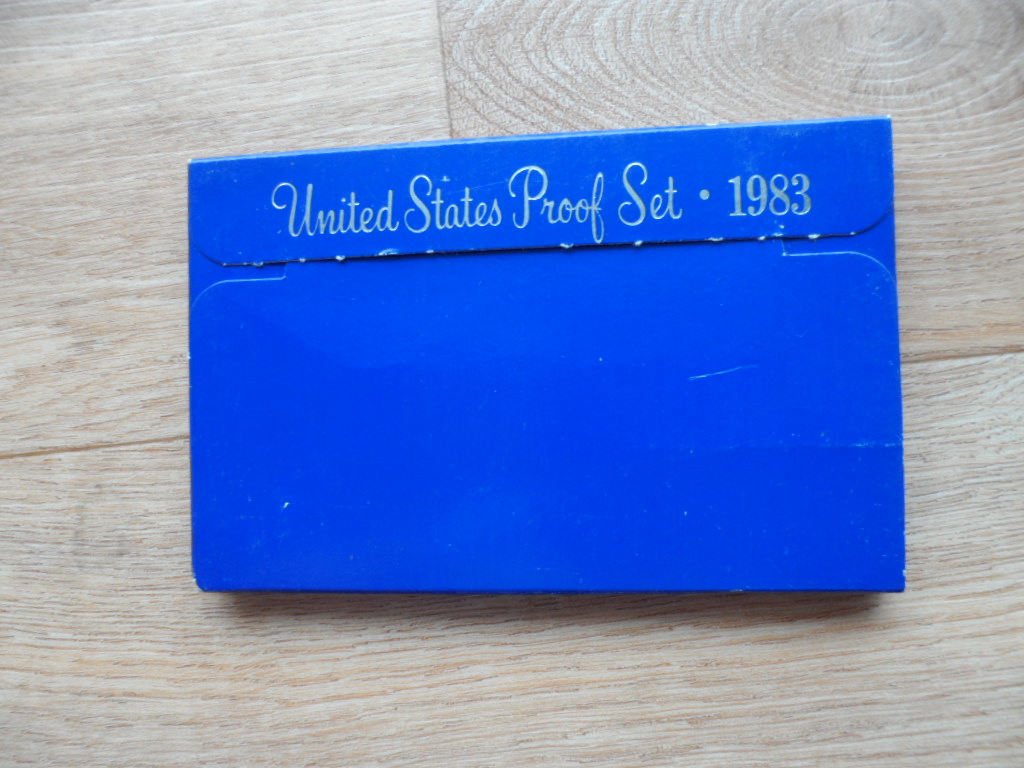 United States Proof Set • 1983